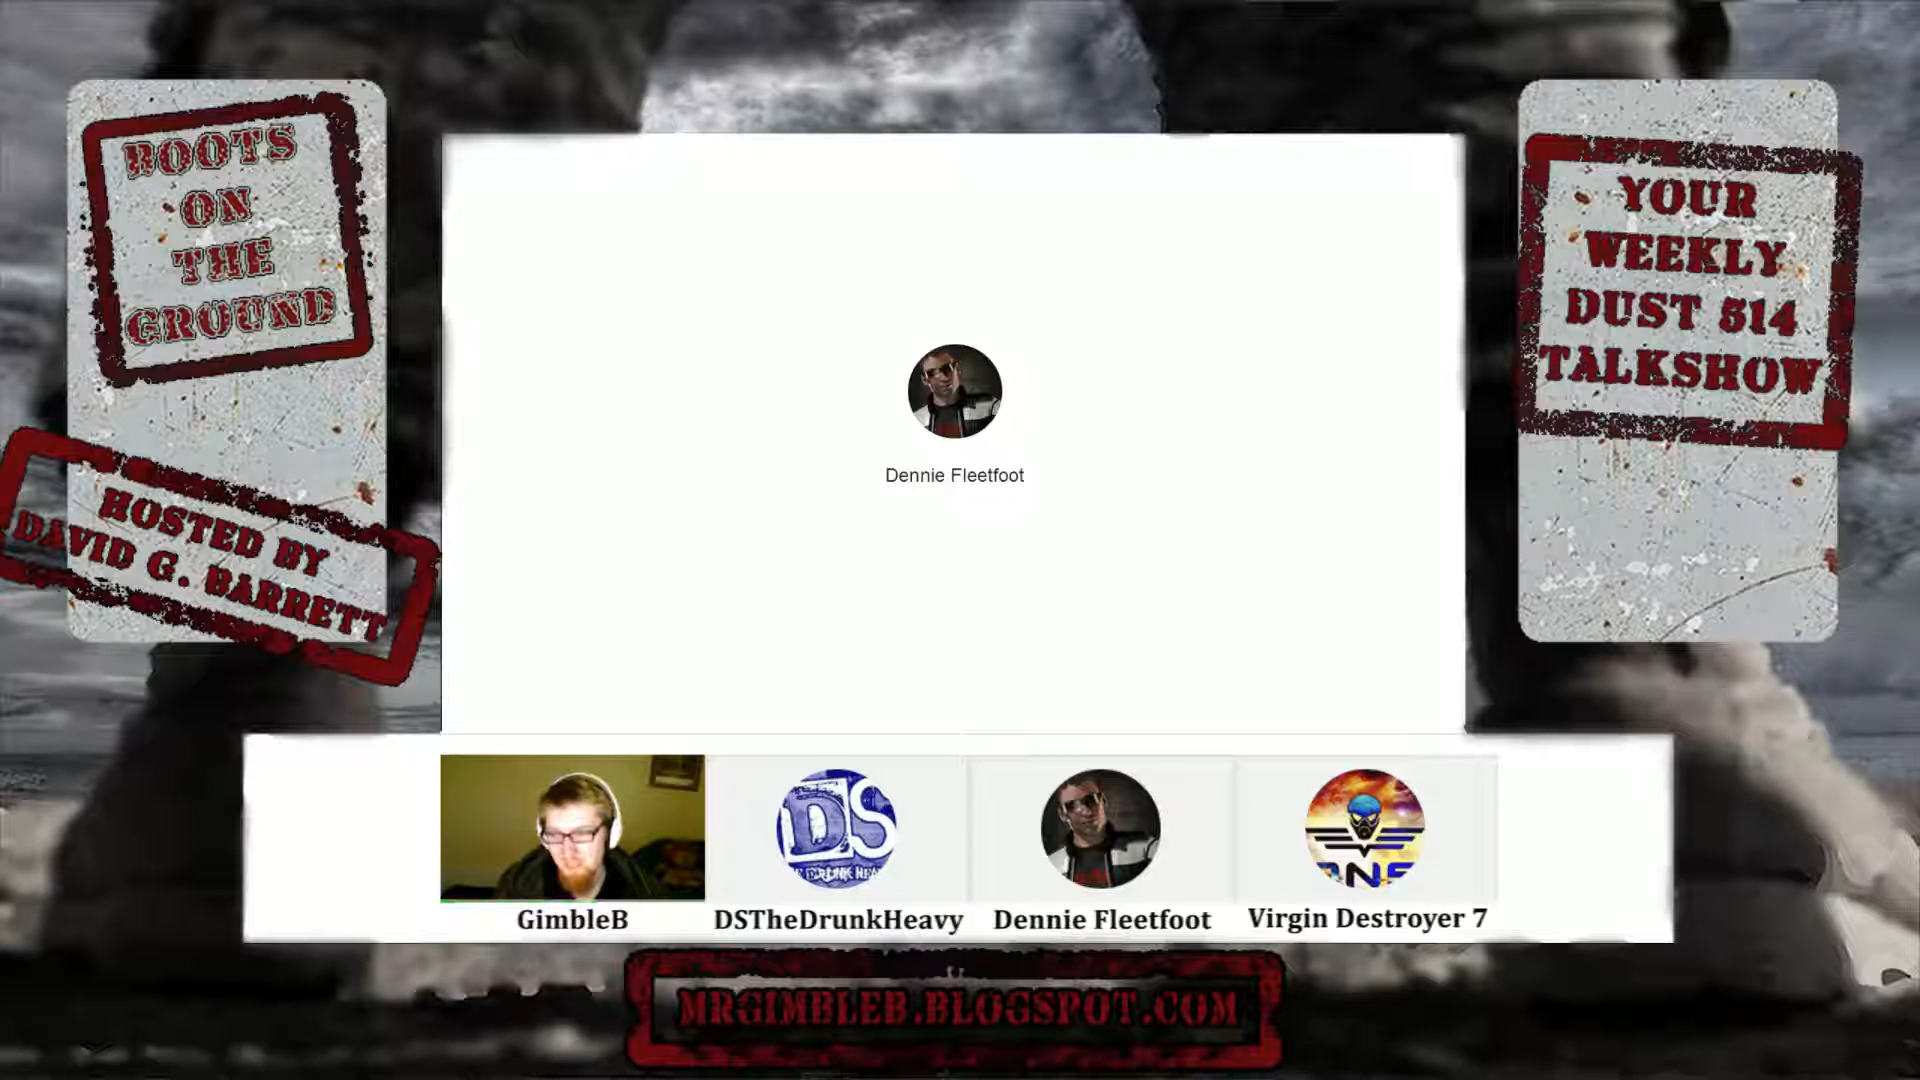 BOOTS
ON
THE
GROUND
HOSTED BY
DAVID G. BARRETT
YOUR
WEEKLY
DUST 514
TALKSHOW
Dennie Fleetfoot
DS
GimbleB
DSTheDrunkHeavy
Dennie Fleetfoot
Virgin Destroyer 7
MRGIMBLEB.BLOGSPOT.COM